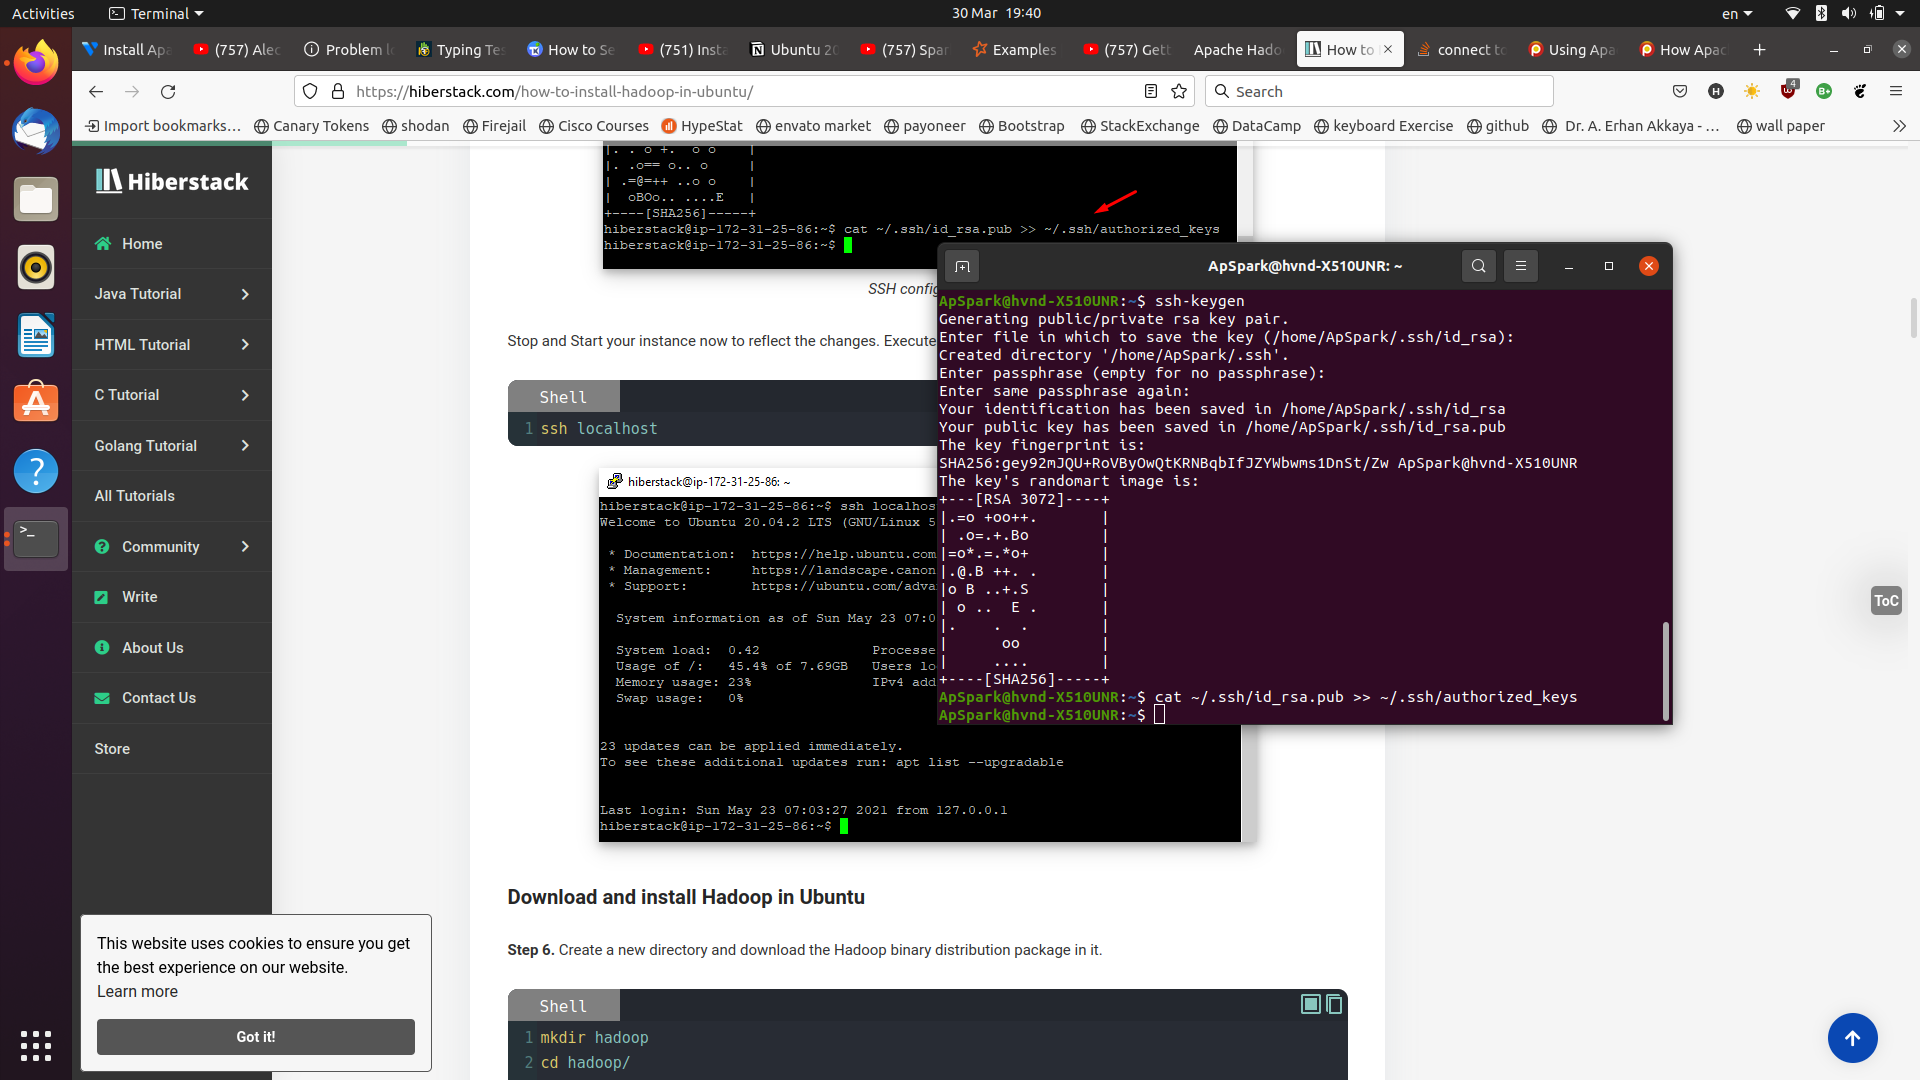 Activities
Terminal
30 Mar 19:40
en
Install Apa
(757) Alec
Problem l
Typing Tes
How to Se
(751) Insta
Ubuntu 20
(757) Spar
Examples
(757) Gett
Apache Hado
How to
connect to
Using Apa
How Apac
https://hiberstack.com/how-to-install-hadoop-in-ubuntu/
Search
4
Import bookmarks...
Canary Tokens
shodan
Firejail
Cisco Courses
HypeStat
envato market
payoneer
Bootstrap
StackExchange
DataCamp
keyboard Exercise
github
Dr. A. Erhan Akkaya - ...
wall paper
Hiberstack
Home
Java Tutorial
HTML Tutorial
C Tutorial
Golang Tutorial
All Tutorials
Community
Write
About Us
Contact Us
Store
|. . o +.  o o    |
|. .o== o.. o     |
| .=@=++ ..o o    |
|  oBOo.. ....E   |
+----[SHA256]-----+
hiberstack@ip-172-31-25-86:~$ cat ~/.ssh/id_rsa.pub >> ~/.ssh/authorized_keys
hiberstack@ip-172-31-25-86:~$
SSH config
Stop and Start your instance now to reflect the changes. Execute
Shell
1 ssh localhost
hiberstack@ip-172-31-25-86: ~
hiberstack@ip-172-31-25-86:~$ ssh localhos
Welcome to Ubuntu 20.04.2 LTS (GNU/Linux 5
* Documentation:  https://help.ubuntu.com
* Management:     https://landscape.canon
* Support:        https://ubuntu.com/adva
System information as of Sun May 23 07:0
System load:  0.42              Processe
Usage of /:   45.4% of 7.69GB   Users lo
Memory usage: 23%               IPv4 add
Swap usage:   0%
23 updates can be applied immediately.
To see these additional updates run: apt list --upgradable
Last login: Sun May 23 07:03:27 2021 from 127.0.0.1
hiberstack@ip-172-31-25-86:~$
ApSpark@hvnd-X510UNR: ~
ApSpark@hvnd-X510UNR:~$ ssh-keygen
Generating public/private rsa key pair.
Enter file in which to save the key (/home/ApSpark/.ssh/id_rsa):
Created directory '/home/ApSpark/.ssh'.
Enter passphrase (empty for no passphrase):
Enter same passphrase again:
Your identification has been saved in /home/ApSpark/.ssh/id_rsa
Your public key has been saved in /home/ApSpark/.ssh/id_rsa.pub
The key fingerprint is:
SHA256:gey92mJQU+RoVByOwQtKRNBqbIfJZYWbwms1DnSt/Zw ApSpark@hvnd-X510UNR
The key's randomart image is:
+---[RSA 3072]----+
|.=o +oo++.       |
| .o=.+.Bo        |
|=o*.=.*o+        |
|.@.B ++. .       |
|o B ..+.S        |
| o ..  E .       |
|.    .  .        |
|      oo         |
|     ....        |
+----[SHA256]-----+
ApSpark@hvnd-X510UNR:~$ cat ~/.ssh/id_rsa.pub >> ~/.ssh/authorized_keys
ApSpark@hvnd-X510UNR:~$
ToC
Download and install Hadoop in Ubuntu
Step 6. Create a new directory and download the Hadoop binary distribution package in it.
Shell
1 mkdir hadoop
2 cd hadoop/
This website uses cookies to ensure you get
the best experience on our website.
Learn more
Got it!